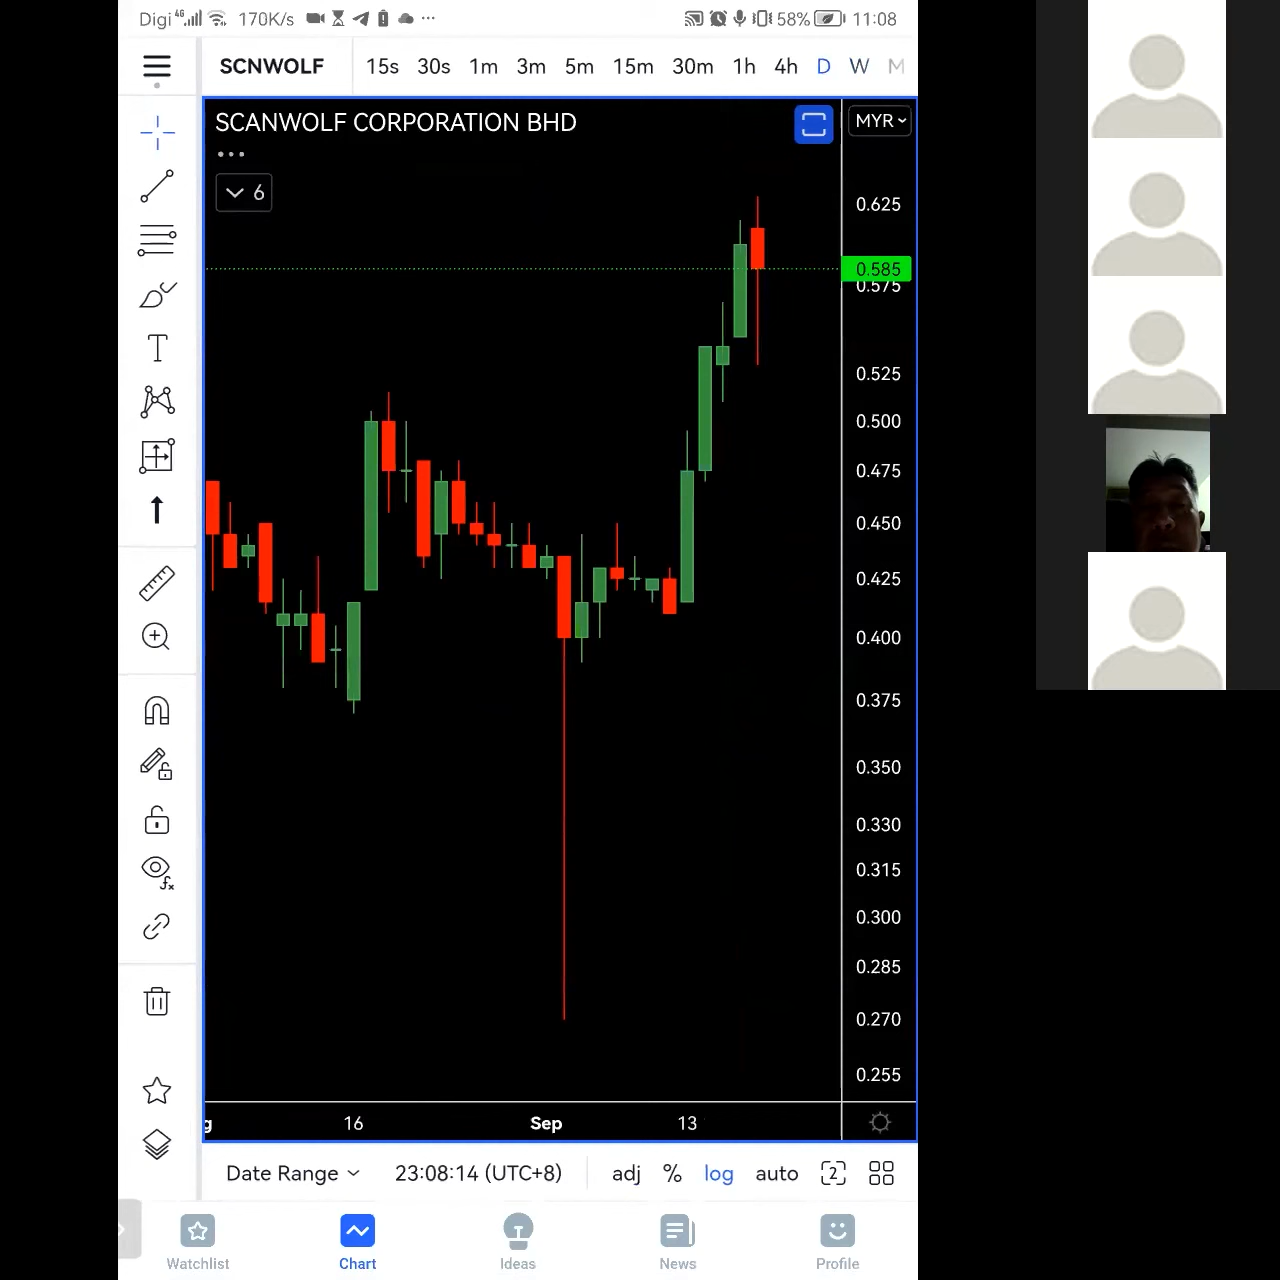 Digi 4G 170K/s ··· 58% 11:08
SCNWOLF 15s 30s 1m 3m 5m 15m 30m 1h 4h D W M
SCANWOLF CORPORATION BHD
MYR
6
0.625
0.585
0.575
0.525
0.500
0.475
0.450
0.425
0.400
0.375
0.350
0.330
0.315
0.300
0.285
0.270
0.255
g 16 Sep 13
Date Range 23:08:14 (UTC+8) adj % log auto 2
Watchlist Chart Ideas News Profile